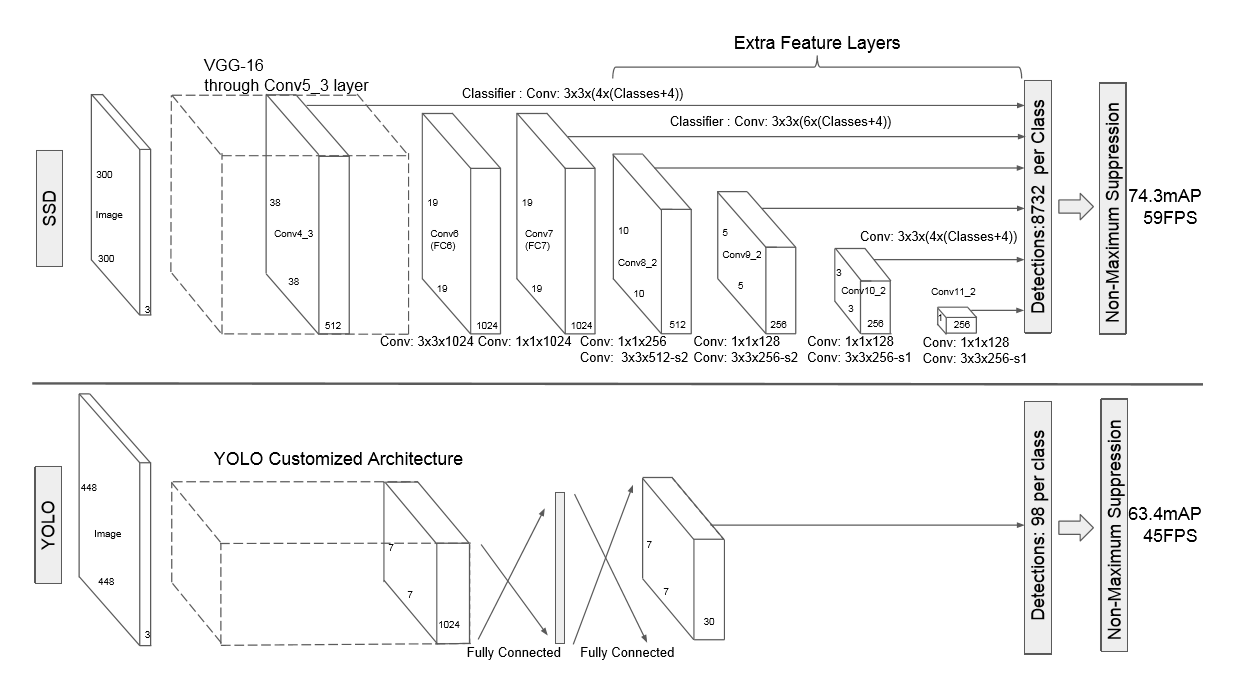 Extra Feature Layers
VGG-16
through Conv5_3 layer
Classifier : Conv: 3x3x(4x(Classes+4))
Classifier : Conv: 3x3x(6x(Classes+4))
SSD
300
Image
300
3
38
Conv4_3
38
512
19
Conv6
(FC6)
19
1024
19
Conv7
(FC7)
19
1024
10
Conv8_2
10
512
5
Conv9_2
5
256
Conv: 3x3x(4x(Classes+4))
3
Conv10_2
3
256
Conv11_2
1
256
Detections:8732 per Class
Non-Maximum Suppression
74.3mAP
59FPS
Conv: 3x3x1024
Conv: 1x1x1024
Conv: 1x1x256
Conv: 3x3x512-s2
Conv: 1x1x128
Conv: 3x3x256-s2
Conv: 1x1x128
Conv: 3x3x256-s1
Conv: 1x1x128
Conv: 3x3x256-s1
YOLO
448
Image
448
3
YOLO Customized Architecture
7
7
1024
Fully Connected
Fully Connected
7
7
30
Detections: 98 per class
Non-Maximum Suppression
63.4mAP
45FPS